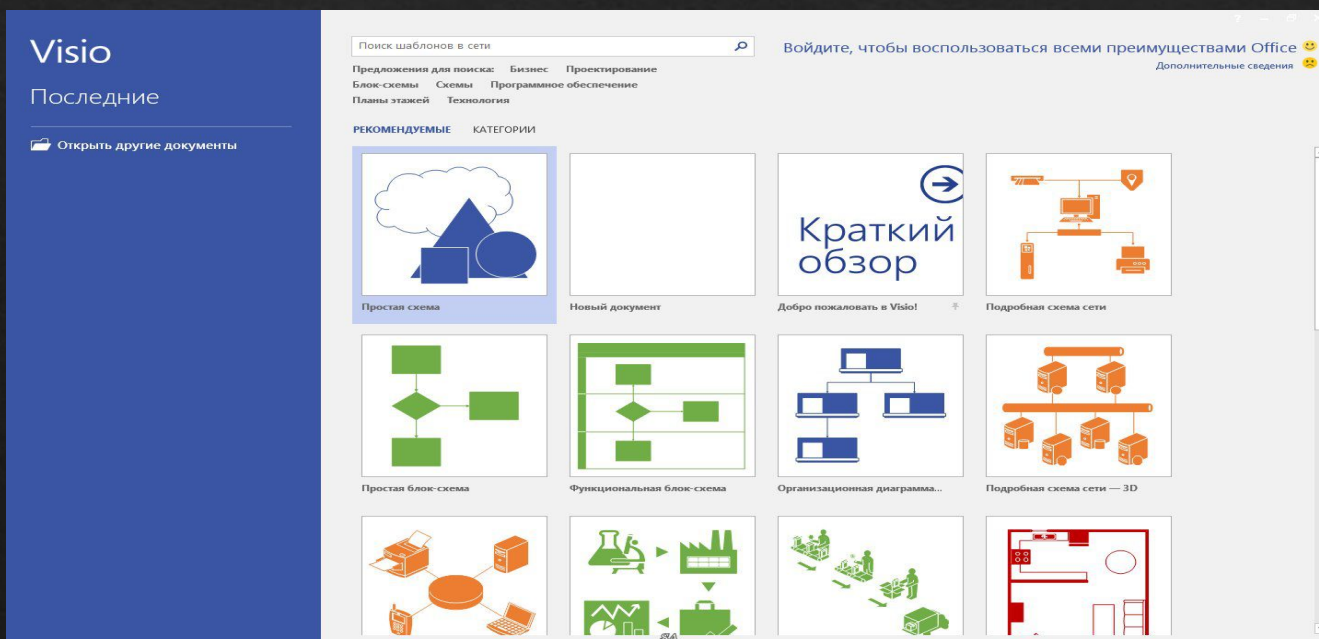 Visio
Последние
Открыть другие документы
Поиск шаблонов в сети
Войдите, чтобы воспользоваться всеми преимуществами Office
Дополнительные сведения
Предложения для поиска: Бизнес Проектирование
Блок-схемы Схемы Программное обеспечение
Планы этажей Технология
РЕКОМЕНДУЕМЫЕ КАТЕГОРИИ
Краткий
обзор
Простая схема
Новый документ
Добро пожаловать в Visio!
Подробная схема сети
Простая блок-схема
Функциональная блок-схема
Организационная диаграмма...
Подробная схема сети — 3D